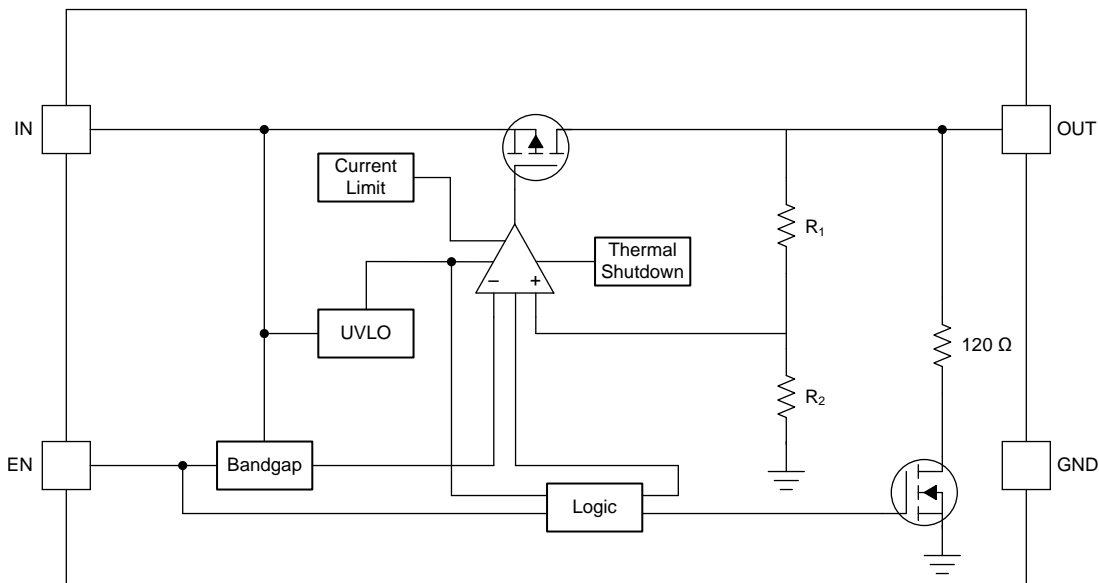 IN
OUT
Current
Limit
R₁
Thermal
Shutdown
− +
UVLO
120 Ω
R₂
EN
Bandgap
GND
Logic